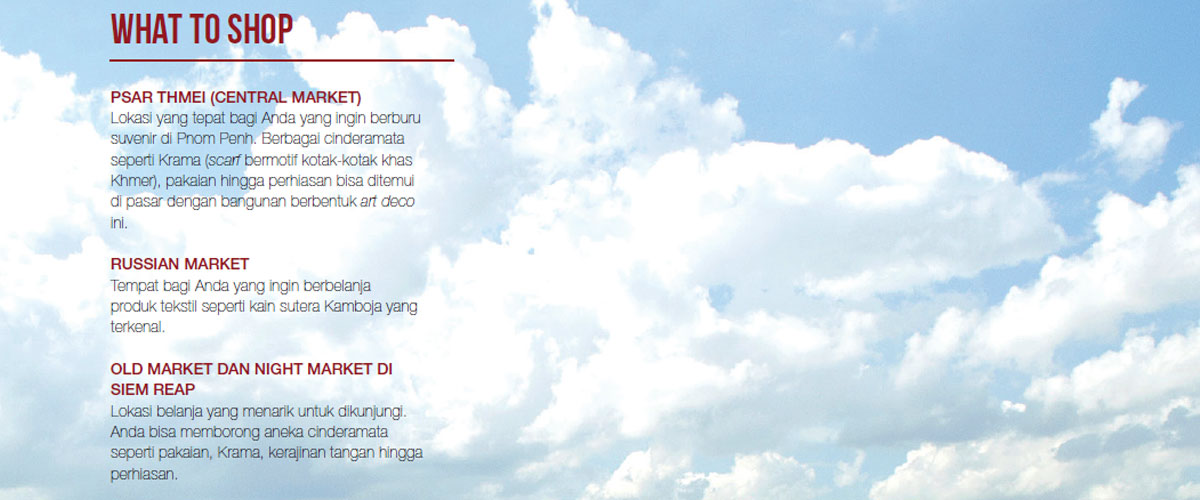 WHAT TO SHOP
PSAR THMEI (CENTRAL MARKET)
Lokasi yang tepat bagi Anda yang ingin berburu
suvenir di Pnom Penh. Berbagai cinderamata
seperti Krama (scarf bermotif kotak-kotak khas
Khmer), pakaian hingga perhiasan bisa ditemui
di pasar dengan bangunan berbentuk art deco
ini.
RUSSIAN MARKET
Tempat bagi Anda yang ingin berbelanja
produk tekstil seperti kain sutera Kamboja yang
terkenal.
OLD MARKET DAN NIGHT MARKET DI
SIEM REAP
Lokasi belanja yang menarik untuk dikunjungi.
Anda bisa memborong aneka cinderamata
seperti pakaian, Krama, kerajinan tangan hingga
perhiasan.